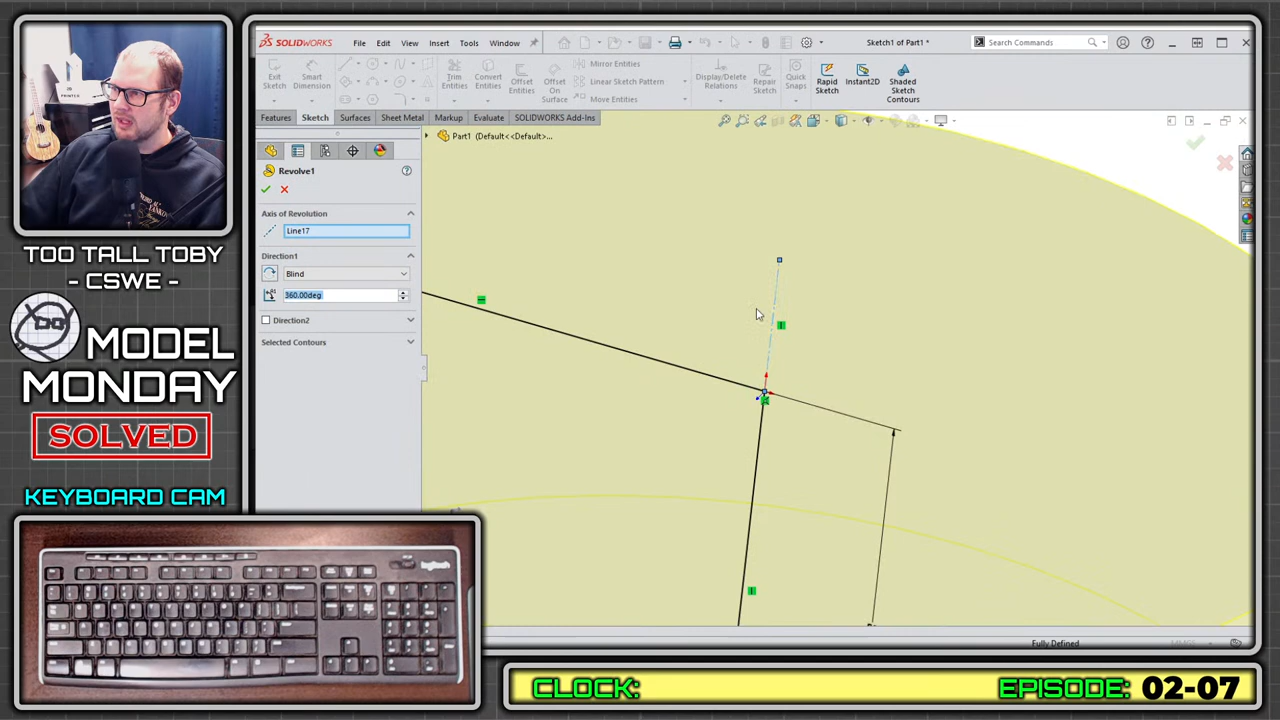 SOLIDWORKS
File
Edit
View
Insert
Tools
Window
Sketch1 of Part1 *
Search Commands
Exit Sketch
Smart Dimension
Trim Entities
Convert Entities
Offset Entities
Offset On Surface
Mirror Entities
Linear Sketch Pattern
Move Entities
Display/Delete Relations
Repair Sketch
Quick Snaps
Rapid Sketch
Instant2D
Shaded Sketch Contours
Features
Sketch
Surfaces
Sheet Metal
Markup
Evaluate
SOLIDWORKS Add-Ins
Part1 (Default<<Default>...
Revolve1
Axis of Revolution
Line17
Direction1
Blind
360.00deg
Direction2
Selected Contours
Fully Defined
TOO TALL TOBY
- CSWE -
MODEL
MONDAY
SOLVED
KEYBOARD CAM
logitech
CLOCK:
EPISODE: 02-07